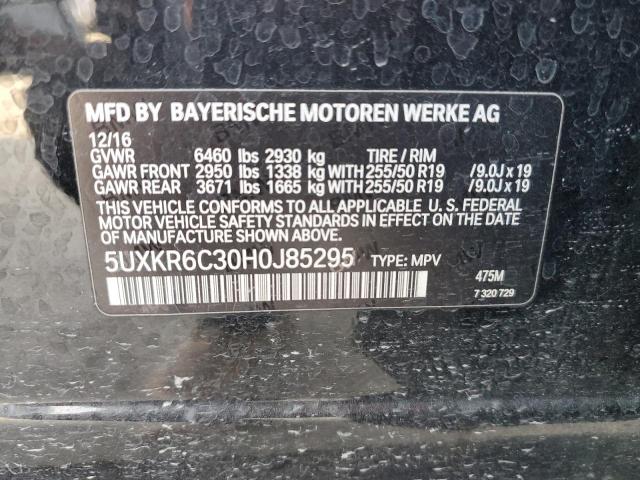 MFD BY BAYERISCHE MOTOREN WERKE AG
12/16
GVWR 6460 lbs 2930 kg TIRE / RIM
GAWR FRONT 2950 lbs 1338 kg WITH 255/50 R19 /9.0J x 19
GAWR REAR 3671 lbs 1665 kg WITH 255/50 R19 /9.0J x 19
THIS VEHICLE CONFORMS TO ALL APPLICABLE U. S. FEDERAL
MOTOR VEHICLE SAFETY STANDARDS IN EFFECT ON THE DATE
OF MANUFACTURE SHOWN ABOVE.
5UXKR6C30H0J85295 TYPE: MPV
475M
7 320 729